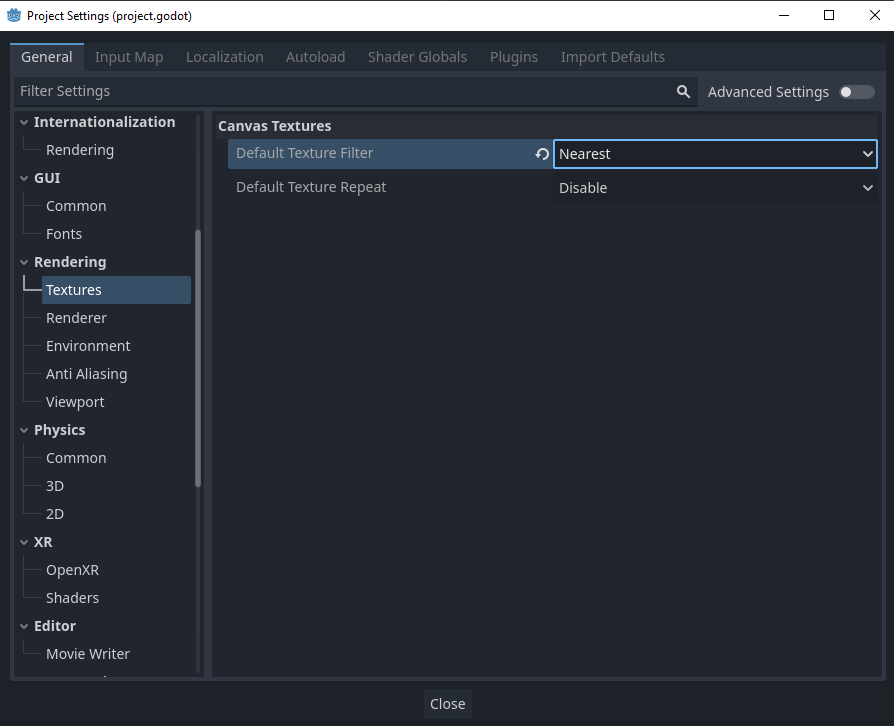 Project Settings (project.godot)
General Input Map Localization Autoload Shader Globals Plugins Import Defaults
Filter Settings Advanced Settings
Internationalization
Rendering
GUI
Common
Fonts
Rendering
Textures
Renderer
Environment
Anti Aliasing
Viewport
Physics
Common
3D
2D
XR
OpenXR
Shaders
Editor
Movie Writer
Canvas Textures
Default Texture Filter Nearest
Default Texture Repeat Disable
Close